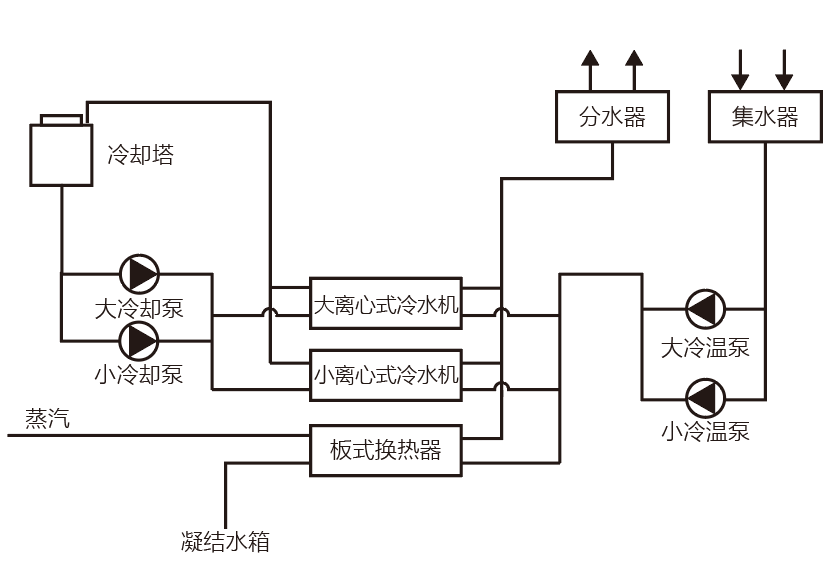 分水器
集水器
冷却塔
大离心式冷水机
大冷却泵
大冷温泵
小离心式冷水机
小冷却泵
蒸汽
小冷温泵
板式换热器
凝结水箱